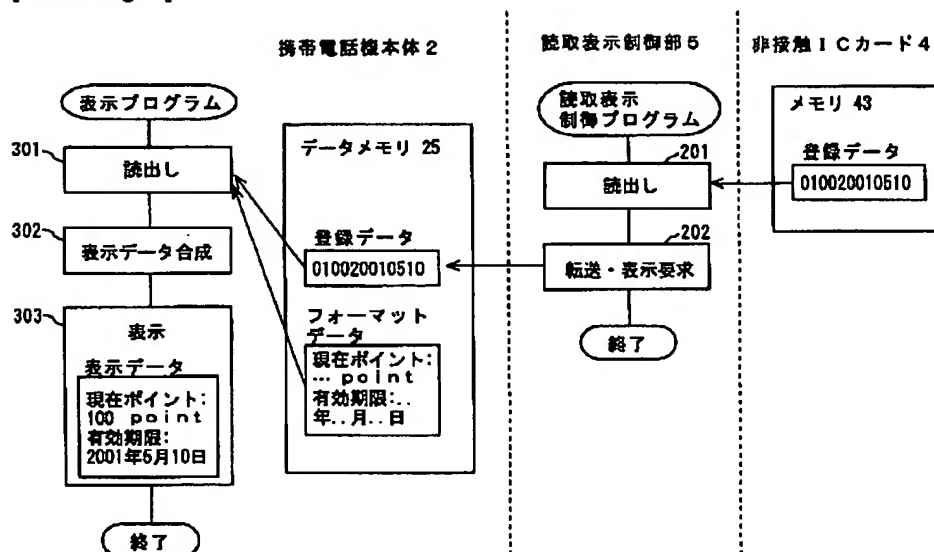 携帯電話機本体2
読取表示制御部5
非接触ICカード4
表示プログラム
301
読出し
302
表示データ合成
303
表示
表示データ
現在ポイント:
100 point
有効期限:
2001年5月10日
終了
データメモリ 25
登録データ
010020010510
フォーマット
データ
現在ポイント:
… point
有効期限:..
年..月..日
読取表示
制御プログラム
201
読出し
202
転送・表示要求
終了
メモリ 43
登録データ
010020010510